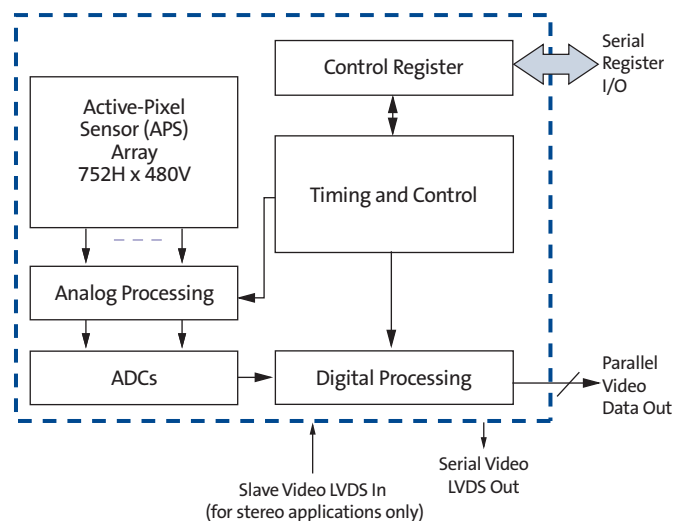 Control Register
Serial
Register
I/O
Active-Pixel
Sensor (APS)
Array
752H x 480V
Timing and Control
Analog Processing
ADCs
Digital Processing
Parallel
Video
Data Out
Slave Video LVDS In
(for stereo applications only)
Serial Video
LVDS Out